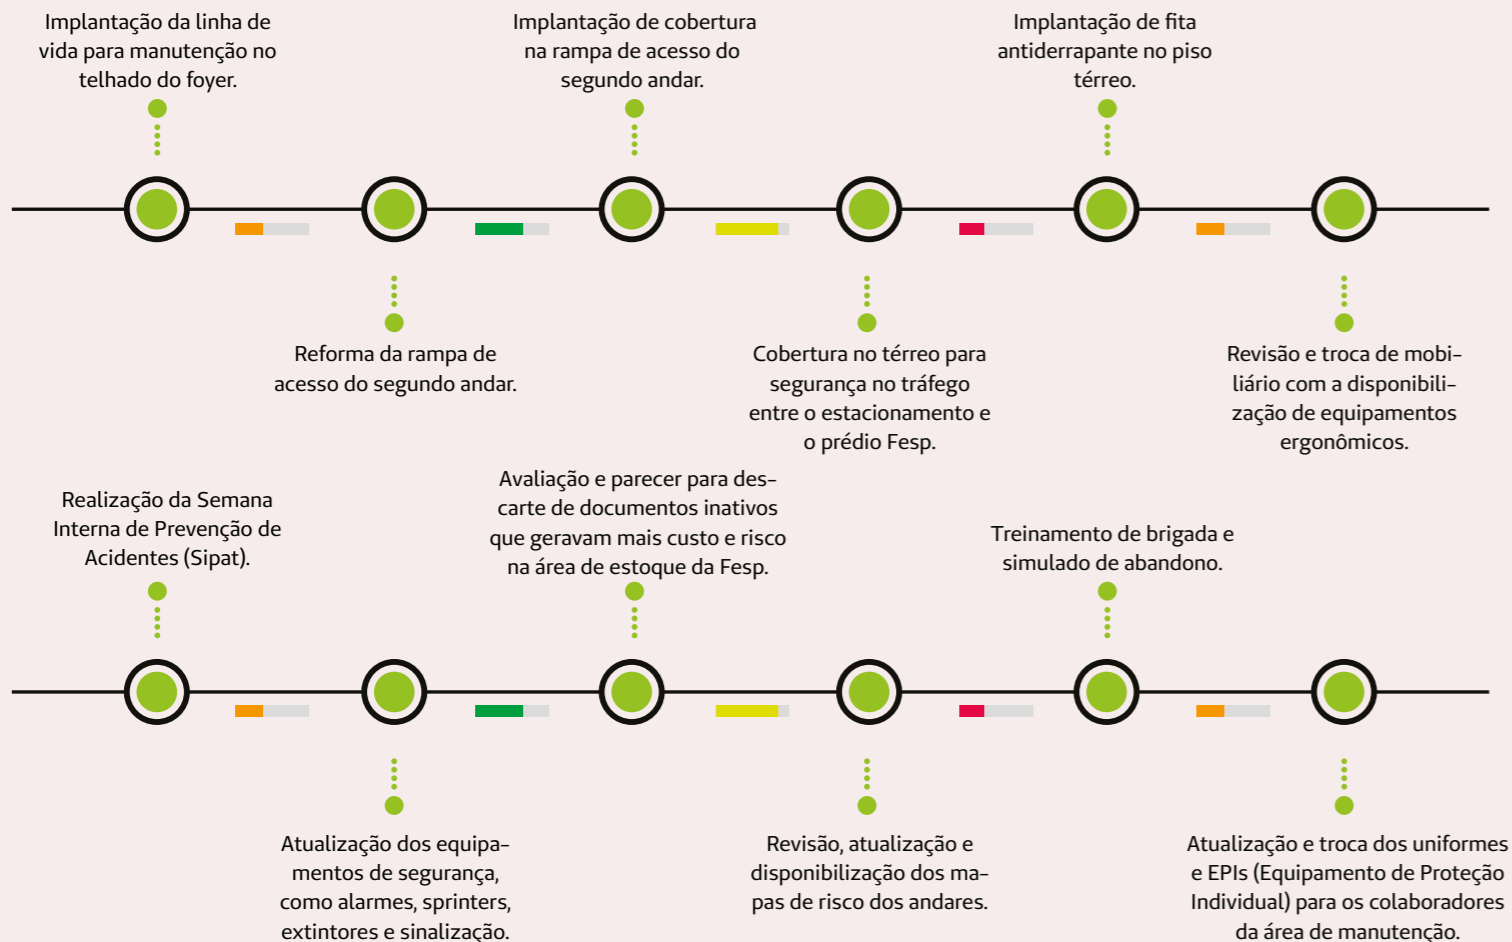 Implantação da linha de
vida para manutenção no
telhado do foyer.
Reforma da rampa de
acesso do segundo andar.
Implantação de cobertura
na rampa de acesso do
segundo andar.
Cobertura no térreo para
segurança no tráfego
entre o estacionamento e
o prédio Fesp.
Implantação de fita
antiderrapante no piso
térreo.
Revisão e troca de mobi-
liário com a disponibili-
zação de equipamentos
ergonômicos.
Realização da Semana
Interna de Prevenção de
Acidentes (Sipat).
Atualização dos equipa-
mentos de segurança,
como alarmes, sprinters,
extintores e sinalização.
Avaliação e parecer para des-
carte de documentos inativos
que geravam mais custo e risco
na área de estoque da Fesp.
Revisão, atualização e
disponibilização dos ma-
pas de risco dos andares.
Treinamento de brigada e
simulado de abandono.
Atualização e troca dos uniformes
e EPIs (Equipamento de Proteção
Individual) para os colaboradores
da área de manutenção.